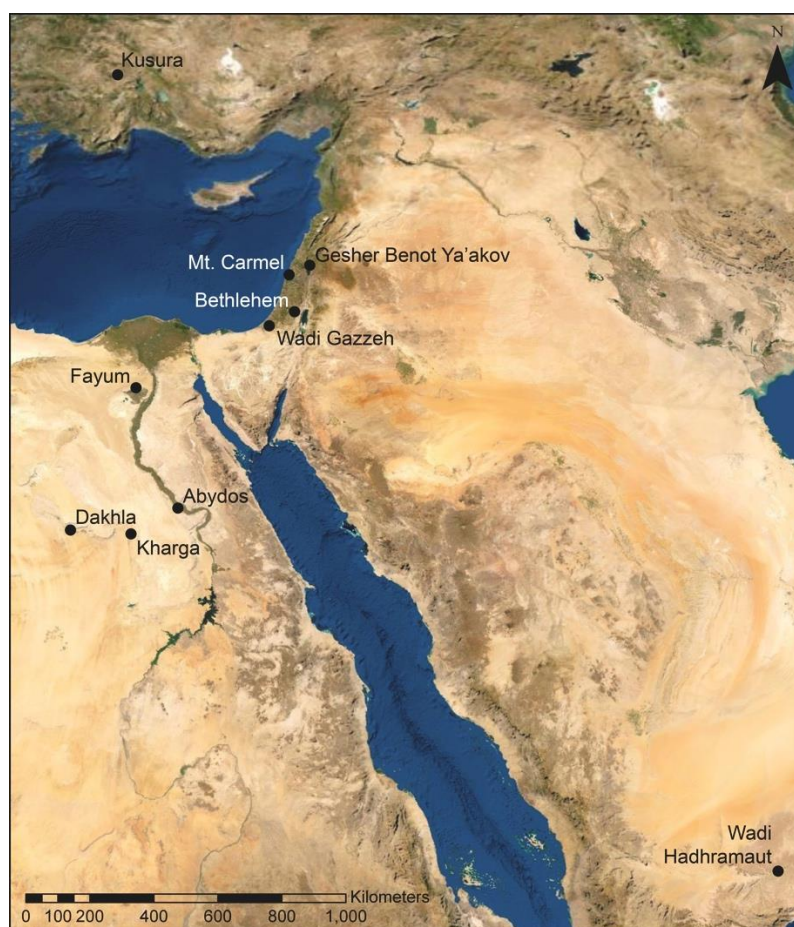 N
Kusura
Mt. Carmel
Gesher Benot Ya'akov
Bethlehem
Wadi Gazzeh
Fayum
Abydos
Dakhla
Kharga
Wadi
Hadhramaut
Kilometers
0 100 200 400 600 800 1,000